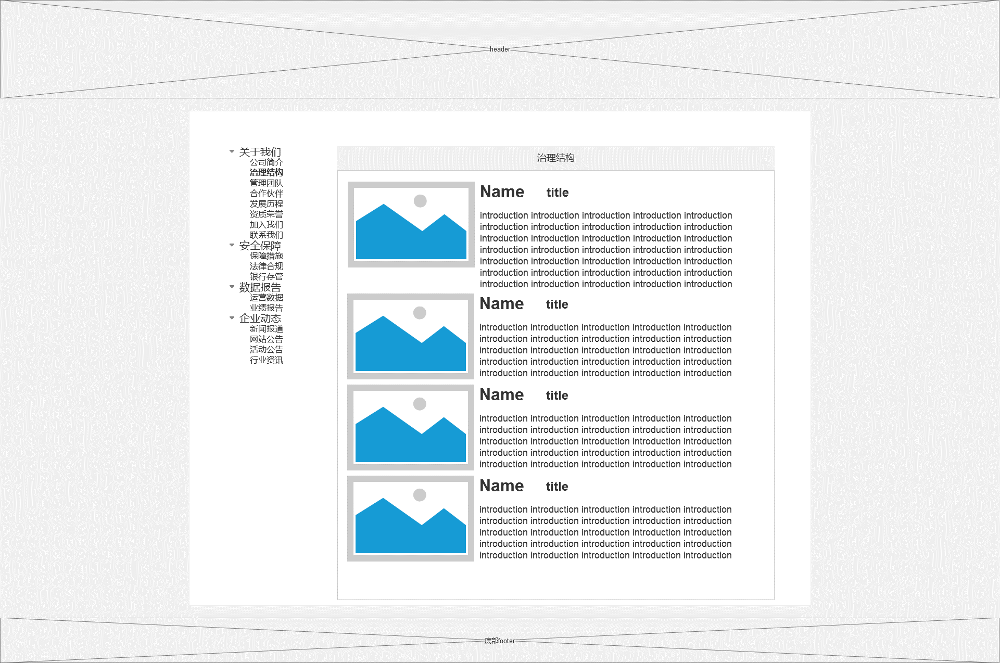 header
关于我们
公司简介
治理结构
管理团队
合作伙伴
发展历程
资质荣誉
加入我们
联系我们
安全保障
保障措施
法律合规
银行存管
数据报告
运营数据
业绩报告
企业动态
新闻报道
网站公告
活动公告
行业资讯
治理结构
Name title
introduction introduction introduction introduction introduction
introduction introduction introduction introduction introduction
introduction introduction introduction introduction introduction
introduction introduction introduction introduction introduction
introduction introduction introduction introduction introduction
introduction introduction introduction introduction introduction
introduction introduction introduction introduction introduction
Name title
introduction introduction introduction introduction introduction
introduction introduction introduction introduction introduction
introduction introduction introduction introduction introduction
introduction introduction introduction introduction introduction
introduction introduction introduction introduction introduction
Name title
introduction introduction introduction introduction introduction
introduction introduction introduction introduction introduction
introduction introduction introduction introduction introduction
introduction introduction introduction introduction introduction
introduction introduction introduction introduction introduction
Name title
introduction introduction introduction introduction introduction
introduction introduction introduction introduction introduction
introduction introduction introduction introduction introduction
introduction introduction introduction introduction introduction
introduction introduction introduction introduction introduction
底部footer